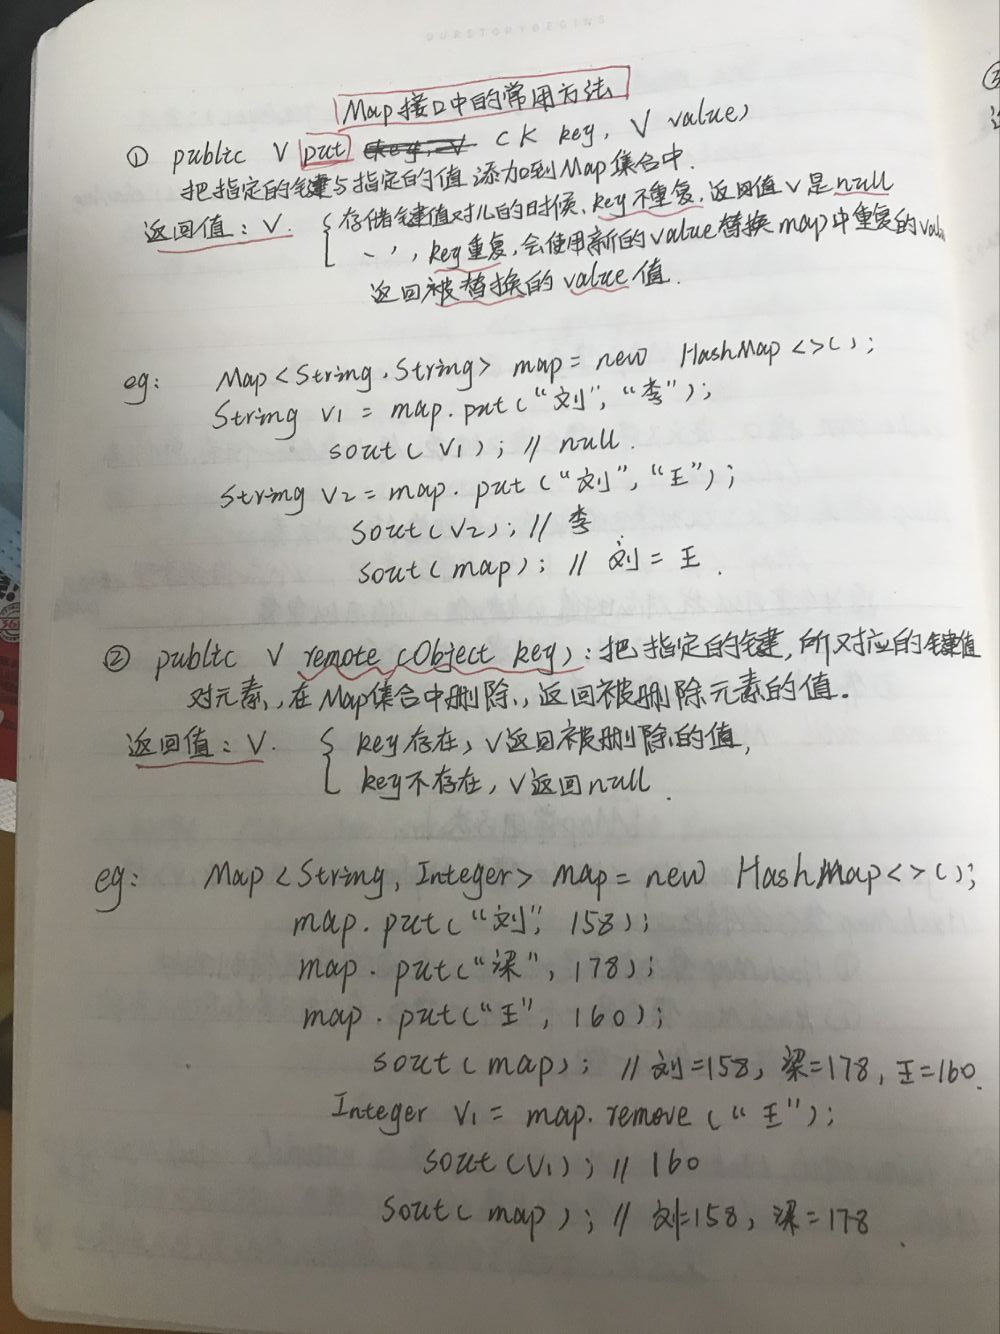 OURSTORYBEGINS
Map接口中的常用方法
① public V put (K key, V value)
把指定的键与指定的值添加到Map集合中.
返回值: V. { 存储键值对儿的时候, key不重复, 返回值V是null
〃, key重复, 会使用新的value替换map中重复的value
返回被替换的value值.
eg: Map<String,String> map = new HashMap<>();
String V1 = map.put("刘", "李");
sout(V1); // null.
String V2 = map.put("刘", "王");
sout(V2); // 李
sout(map); // 刘=王.
② public V remote (Object key): 把指定的键, 所对应的键值
对元素, 在Map集合中删除, 返回被删除元素的值.
返回值: V. { key存在, V返回被删除的值,
key不存在, V返回null.
eg: Map<String, Integer> map = new HashMap<>();
map.put("刘", 158);
map.put("梁", 178);
map.put("王", 160);
sout(map); // 刘=158, 梁=178, 王=160.
Integer V1 = map.remove("王");
sout(V1); // 160
sout(map); // 刘=158, 梁=178.
③
返